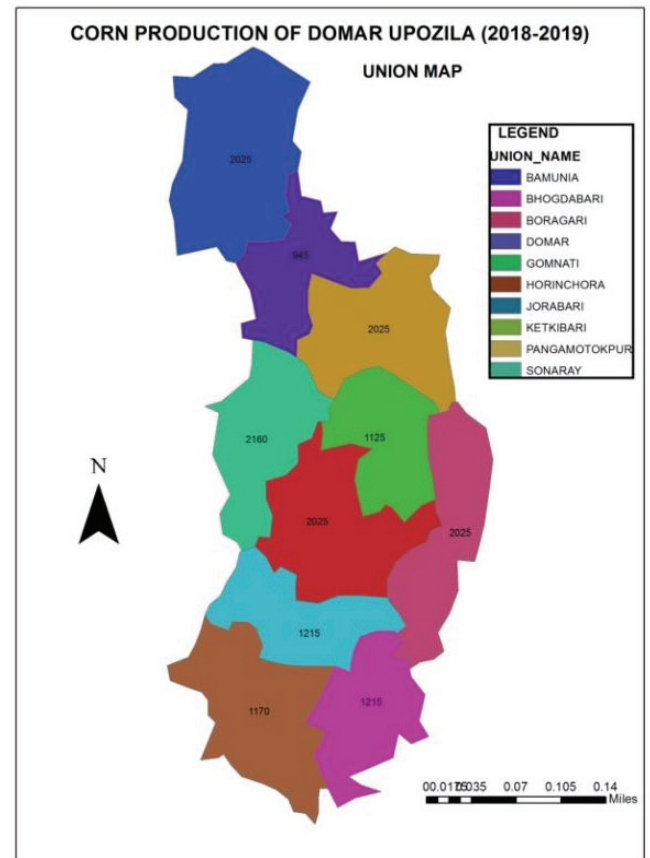 CORN PRODUCTION OF DOMAR UPOZILA (2018-2019)
UNION MAP
LEGEND
UNION_NAME
BAMUNIA
BHOGDABARI
BORAGARI
DOMAR
GOMNATI
HORINCHORA
JORABARI
KETKIBARI
PANGAMOTOKPUR
SONARAY
2025
945
2025
2160
1125
2025
2025
1215
1170
1215
N
0.07 0.105 0.14
Miles